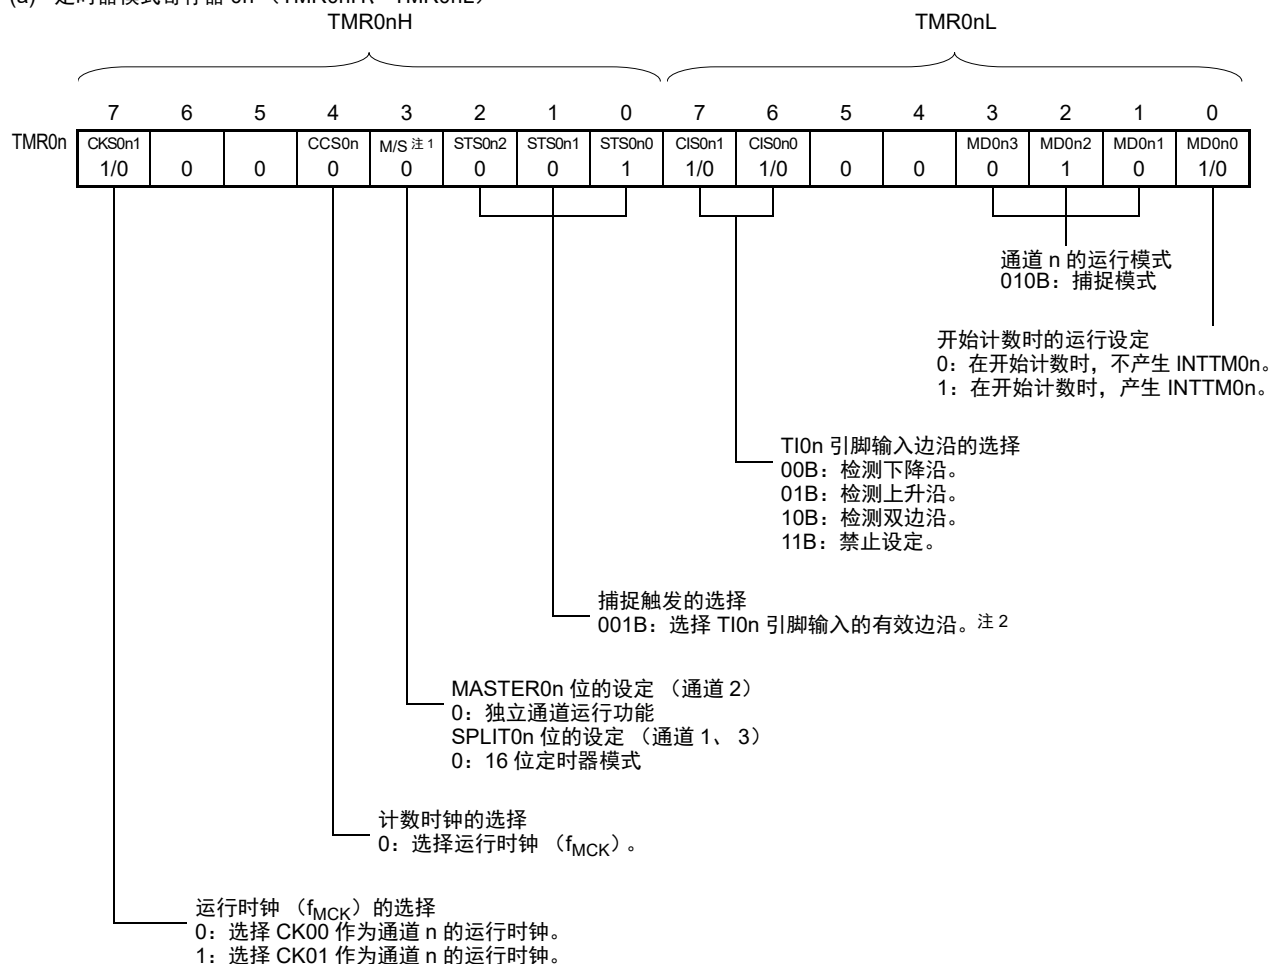 (a) 定时器模式寄存器 0n （TMR0nH、 TMR0nL）
TMR0nH TMR0nL
7 6 5 4 3 2 1 0 7 6 5 4 3 2 1 0
TMR0n CKS0n1 CCS0n M/S 注 1 STS0n2 STS0n1 STS0n0 CIS0n1 CIS0n0 MD0n3 MD0n2 MD0n1 MD0n0
1/0 0 0 0 0 0 0 1 1/0 1/0 0 0 0 1 0 1/0
通道 n 的运行模式
010B：捕捉模式
开始计数时的运行设定
0：在开始计数时，不产生 INTTM0n。
1：在开始计数时，产生 INTTM0n。
TI0n 引脚输入边沿的选择
00B：检测下降沿。
01B：检测上升沿。
10B：检测双边沿。
11B：禁止设定。
捕捉触发的选择
001B：选择 TI0n 引脚输入的有效边沿。注 2
MASTER0n 位的设定 （通道 2）
0：独立通道运行功能
SPLIT0n 位的设定 （通道 1、 3）
0：16 位定时器模式
计数时钟的选择
0：选择运行时钟 （fMCK）。
运行时钟 （fMCK）的选择
0：选择 CK00 作为通道 n 的运行时钟。
1：选择 CK01 作为通道 n 的运行时钟。